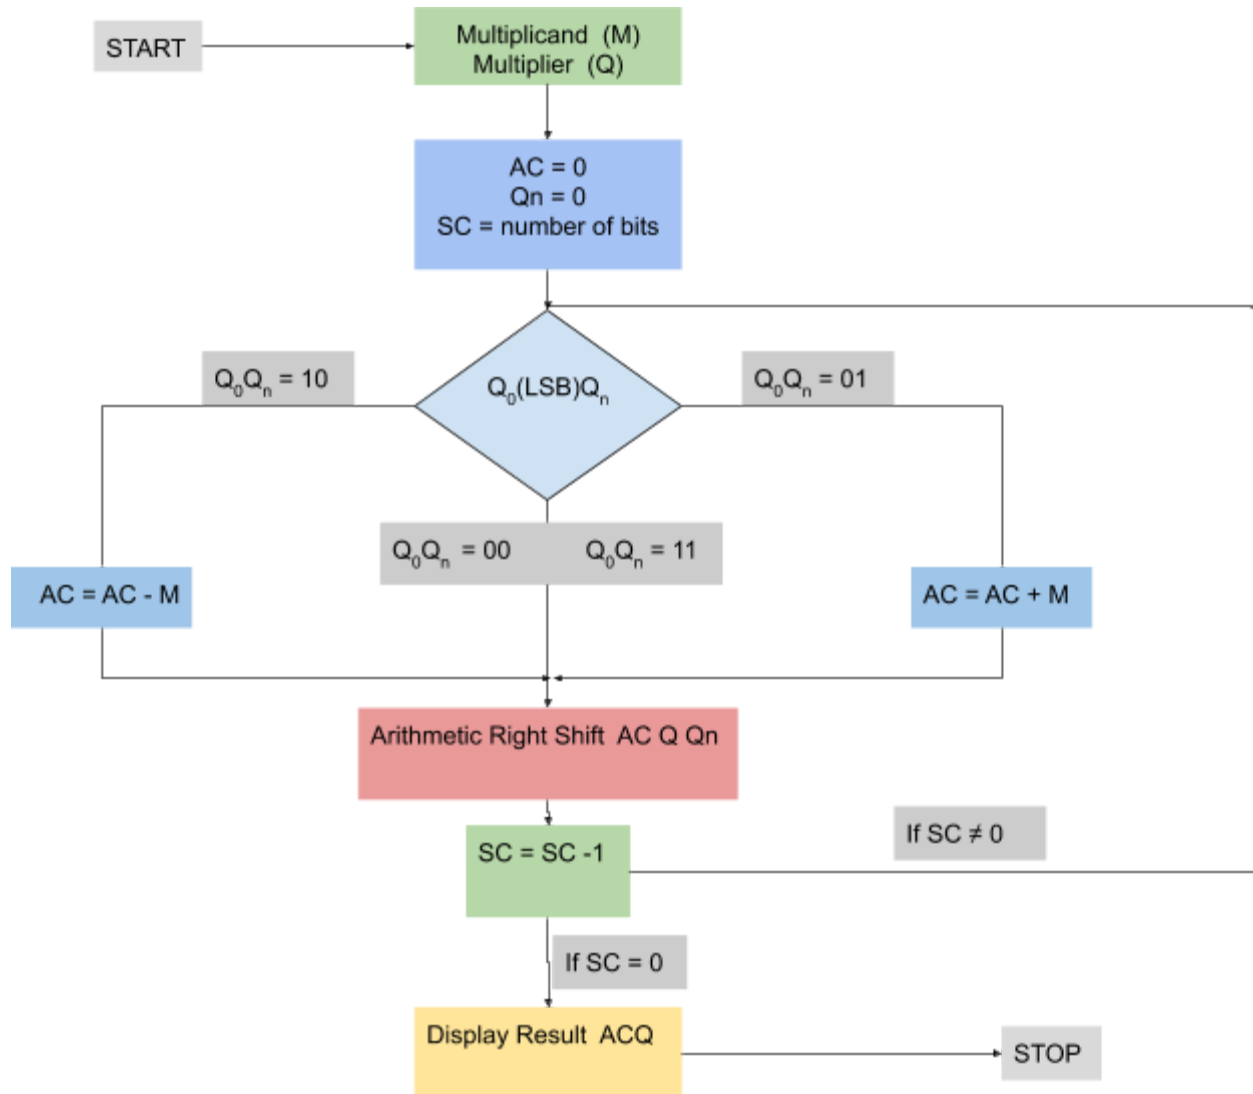 START
Multiplicand (M)
Multiplier (Q)
AC = 0
Qn = 0
SC = number of bits
Q₀Qₙ = 10
Q₀(LSB)Qₙ
Q₀Qₙ = 01
Q₀Qₙ = 00
Q₀Qₙ = 11
AC = AC - M
AC = AC + M
Arithmetic Right Shift AC Q Qn
SC = SC -1
If SC ≠ 0
If SC = 0
Display Result ACQ
STOP